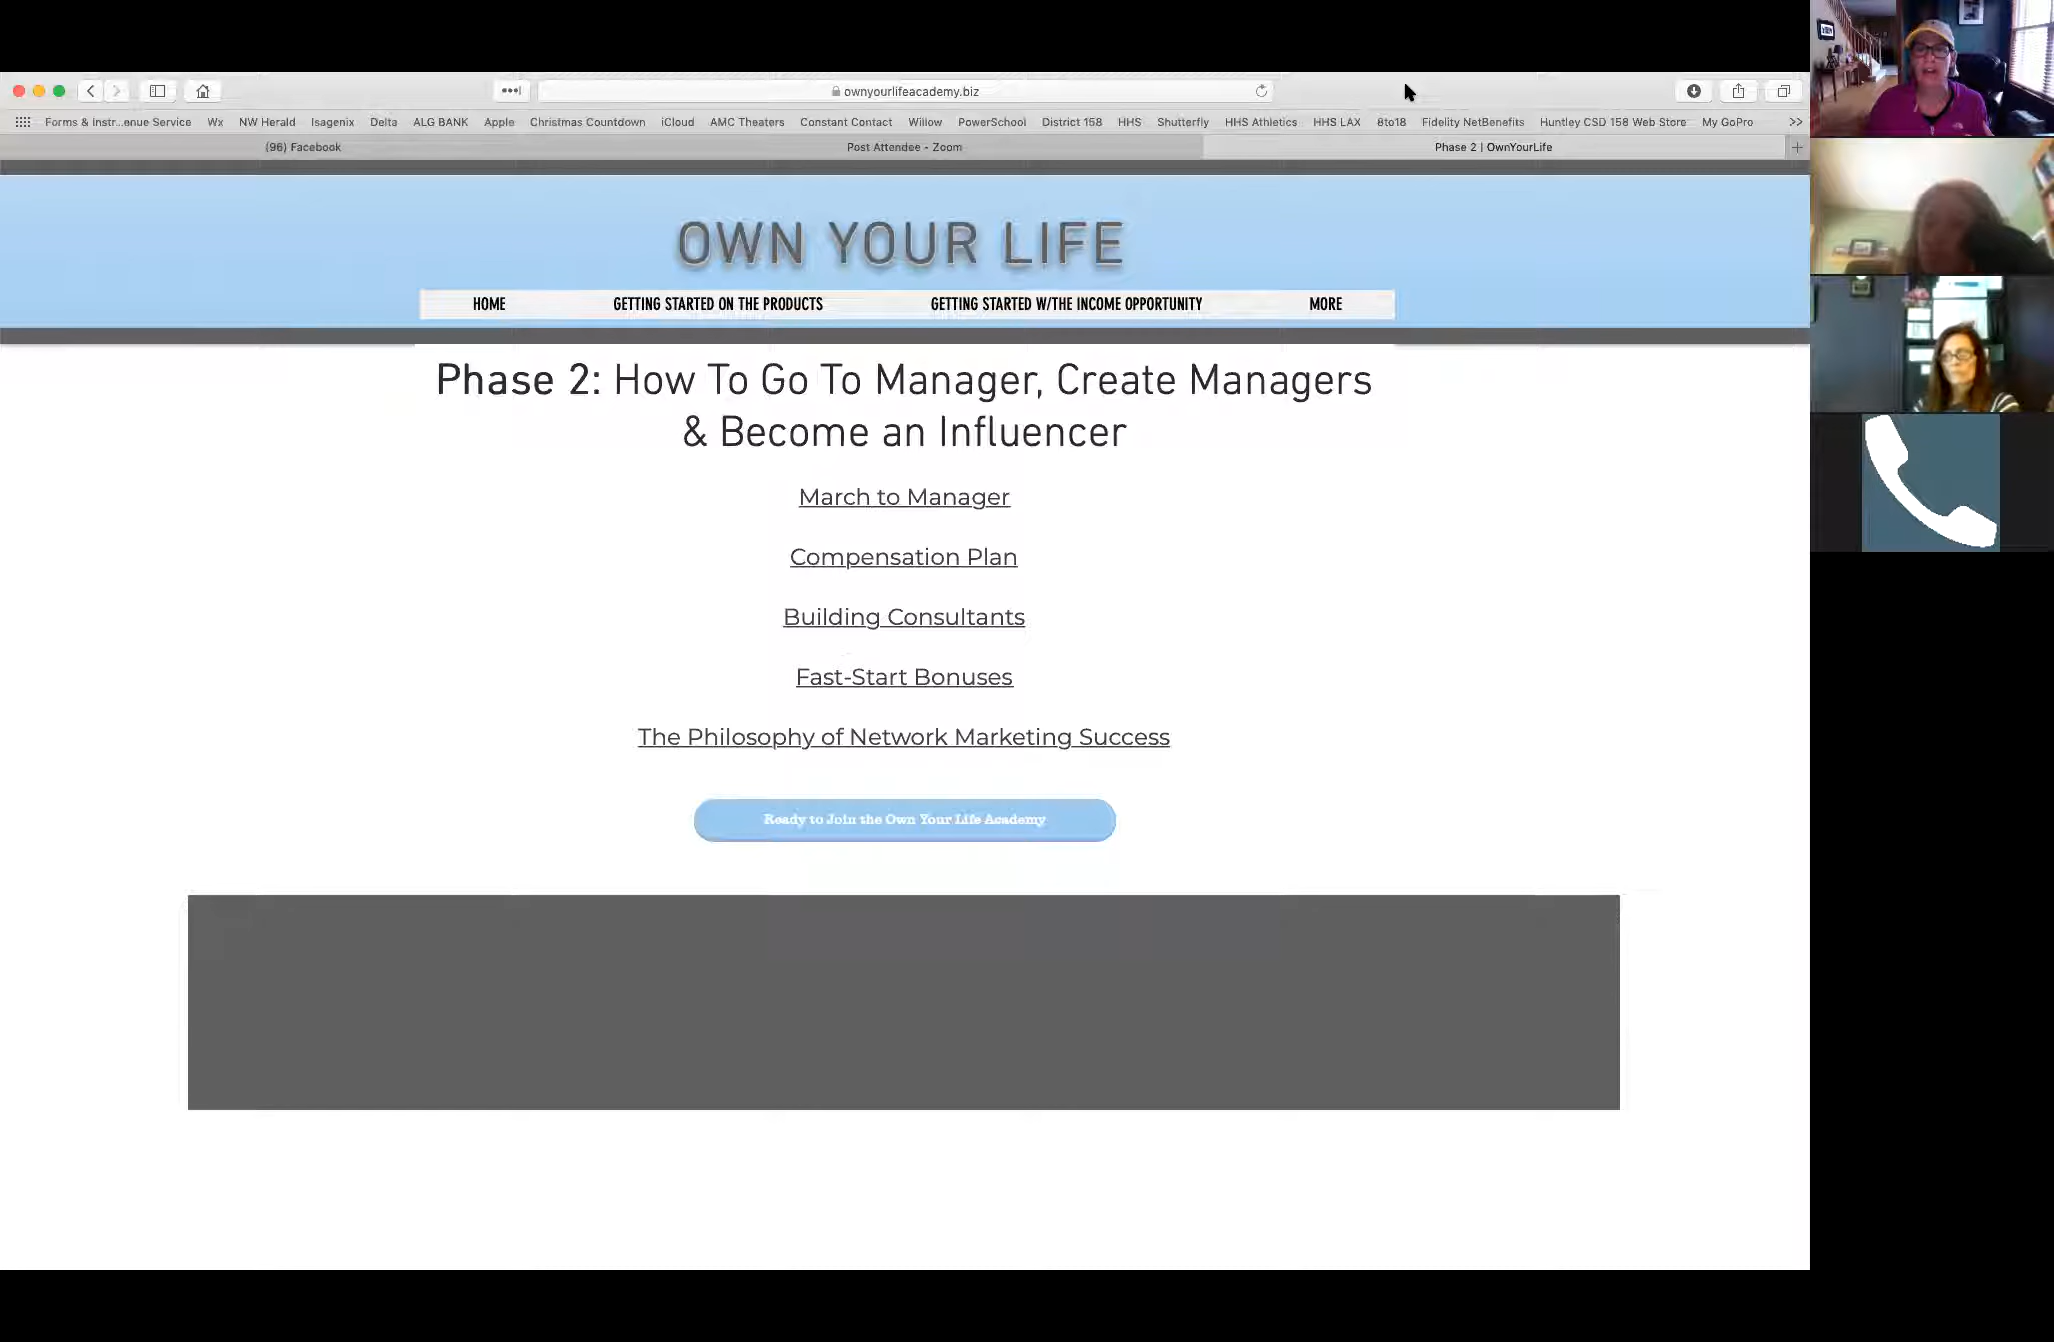 ownyourlifeacademy.biz
Forms & Instr...enue Service Wx NW Herald Isagenix Delta ALG BANK Apple Christmas Countdown iCloud AMC Theaters Constant Contact Willow PowerSchool District 158 HHS Shutterfly HHS Athletics HHS LAX 8to18 Fidelity NetBenefits Huntley CSD 158 Web Store My GoPro >>
(96) Facebook Post Attendee - Zoom Phase 2 | OwnYourLife
OWN YOUR LIFE
HOME GETTING STARTED ON THE PRODUCTS GETTING STARTED W/THE INCOME OPPORTUNITY MORE
Phase 2: How To Go To Manager, Create Managers
& Become an Influencer
March to Manager
Compensation Plan
Building Consultants
Fast-Start Bonuses
The Philosophy of Network Marketing Success
Ready to Join the Own Your Life Academy